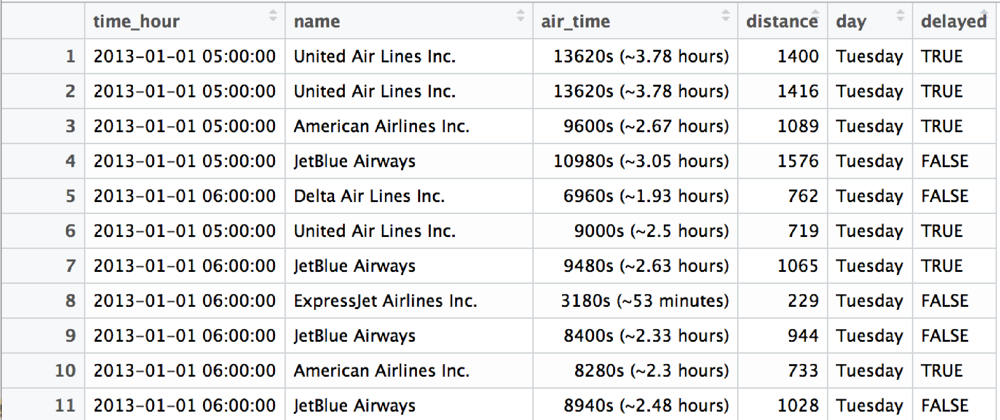 time_hour name air_time distance day delayed
1 2013-01-01 05:00:00 United Air Lines Inc. 13620s (~3.78 hours) 1400 Tuesday TRUE
2 2013-01-01 05:00:00 United Air Lines Inc. 13620s (~3.78 hours) 1416 Tuesday TRUE
3 2013-01-01 05:00:00 American Airlines Inc. 9600s (~2.67 hours) 1089 Tuesday TRUE
4 2013-01-01 05:00:00 JetBlue Airways 10980s (~3.05 hours) 1576 Tuesday FALSE
5 2013-01-01 06:00:00 Delta Air Lines Inc. 6960s (~1.93 hours) 762 Tuesday FALSE
6 2013-01-01 05:00:00 United Air Lines Inc. 9000s (~2.5 hours) 719 Tuesday TRUE
7 2013-01-01 06:00:00 JetBlue Airways 9480s (~2.63 hours) 1065 Tuesday TRUE
8 2013-01-01 06:00:00 ExpressJet Airlines Inc. 3180s (~53 minutes) 229 Tuesday FALSE
9 2013-01-01 06:00:00 JetBlue Airways 8400s (~2.33 hours) 944 Tuesday FALSE
10 2013-01-01 06:00:00 American Airlines Inc. 8280s (~2.3 hours) 733 Tuesday TRUE
11 2013-01-01 06:00:00 JetBlue Airways 8940s (~2.48 hours) 1028 Tuesday FALSE